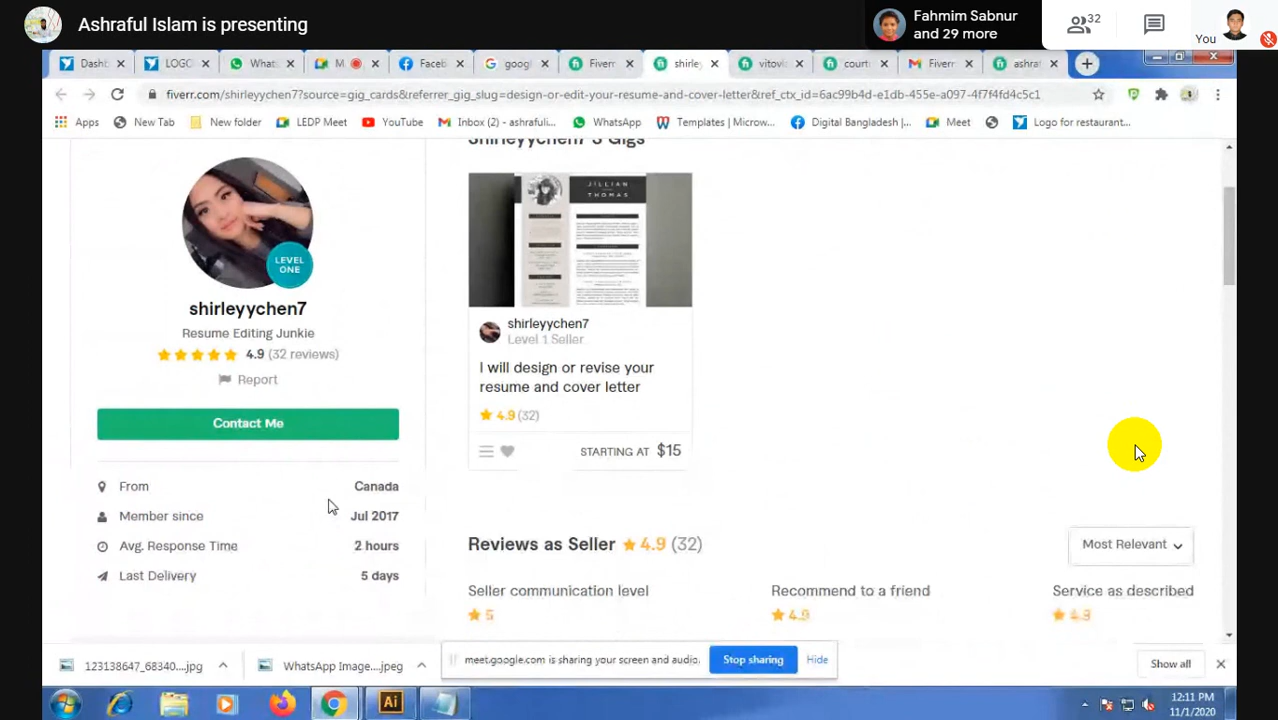 Ashraful Islam is presenting
Fahmim Sabnur
and 29 more
32
You
Dashb
LOGO
Whats
M
Faceb
Googl
Fiverr
shirley
vitovi
courtn
Fiverr
ashraf
fiverr.com/shirleyychen7?source=gig_cards&referrer_gig_slug=design-or-edit-your-resume-and-cover-letter&ref_ctx_id=6ac99b4d-e1db-455e-a097-4f7f4fd4c5c1
Apps
New Tab
New folder
LEDP Meet
YouTube
Inbox (2) - ashrafuli...
WhatsApp
Templates | Microw...
Digital Bangladesh |...
Meet
Logo for restaurant...
Shirleyychen7's Gigs
LEVEL
ONE
shirleyychen7
Resume Editing Junkie
4.9 (32 reviews)
Report
Contact Me
From Canada
Member since Jul 2017
Avg. Response Time 2 hours
Last Delivery 5 days
JILLIAN
THOMAS
shirleyychen7
Level 1 Seller
I will design or revise your
resume and cover letter
4.9 (32)
STARTING AT $15
Reviews as Seller 4.9 (32)
Most Relevant
Seller communication level
5
Recommend to a friend
4.9
Service as described
4.9
123138647_68340....jpg
WhatsApp Image....jpeg
meet.google.com is sharing your screen and audio.
Stop sharing
Hide
Show all
Ai
12:11 PM
11/1/2020